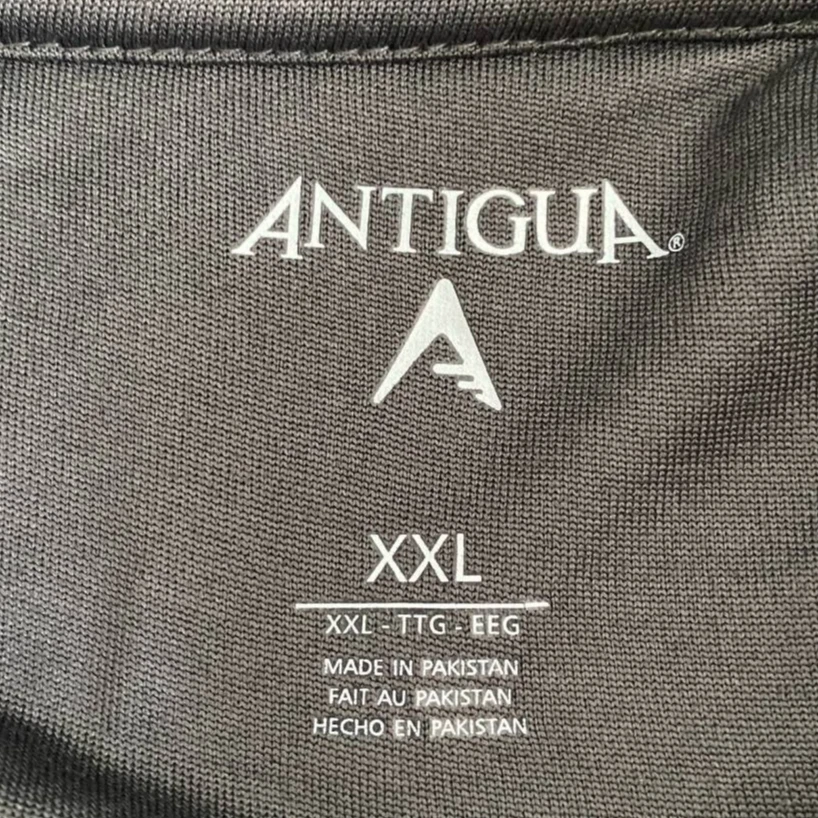 ANTIGUA®
XXL
XXL - TTG - EEG
MADE IN PAKISTAN
FAIT AU PAKISTAN
HECHO EN PAKISTAN